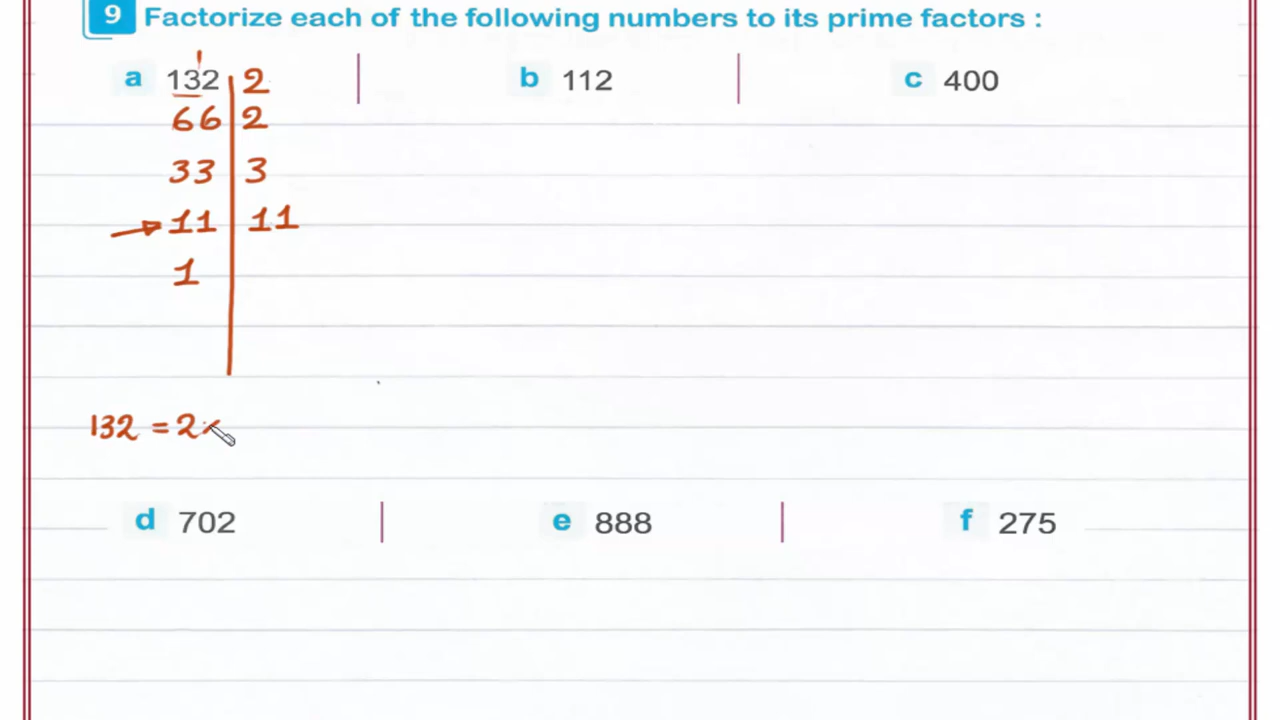 9 Factorize each of the following numbers to its prime factors :
a 132 | 2 b 112 c 400
66 | 2
33 | 3
11 | 11
1
132 = 2×
d 702 e 888 f 275